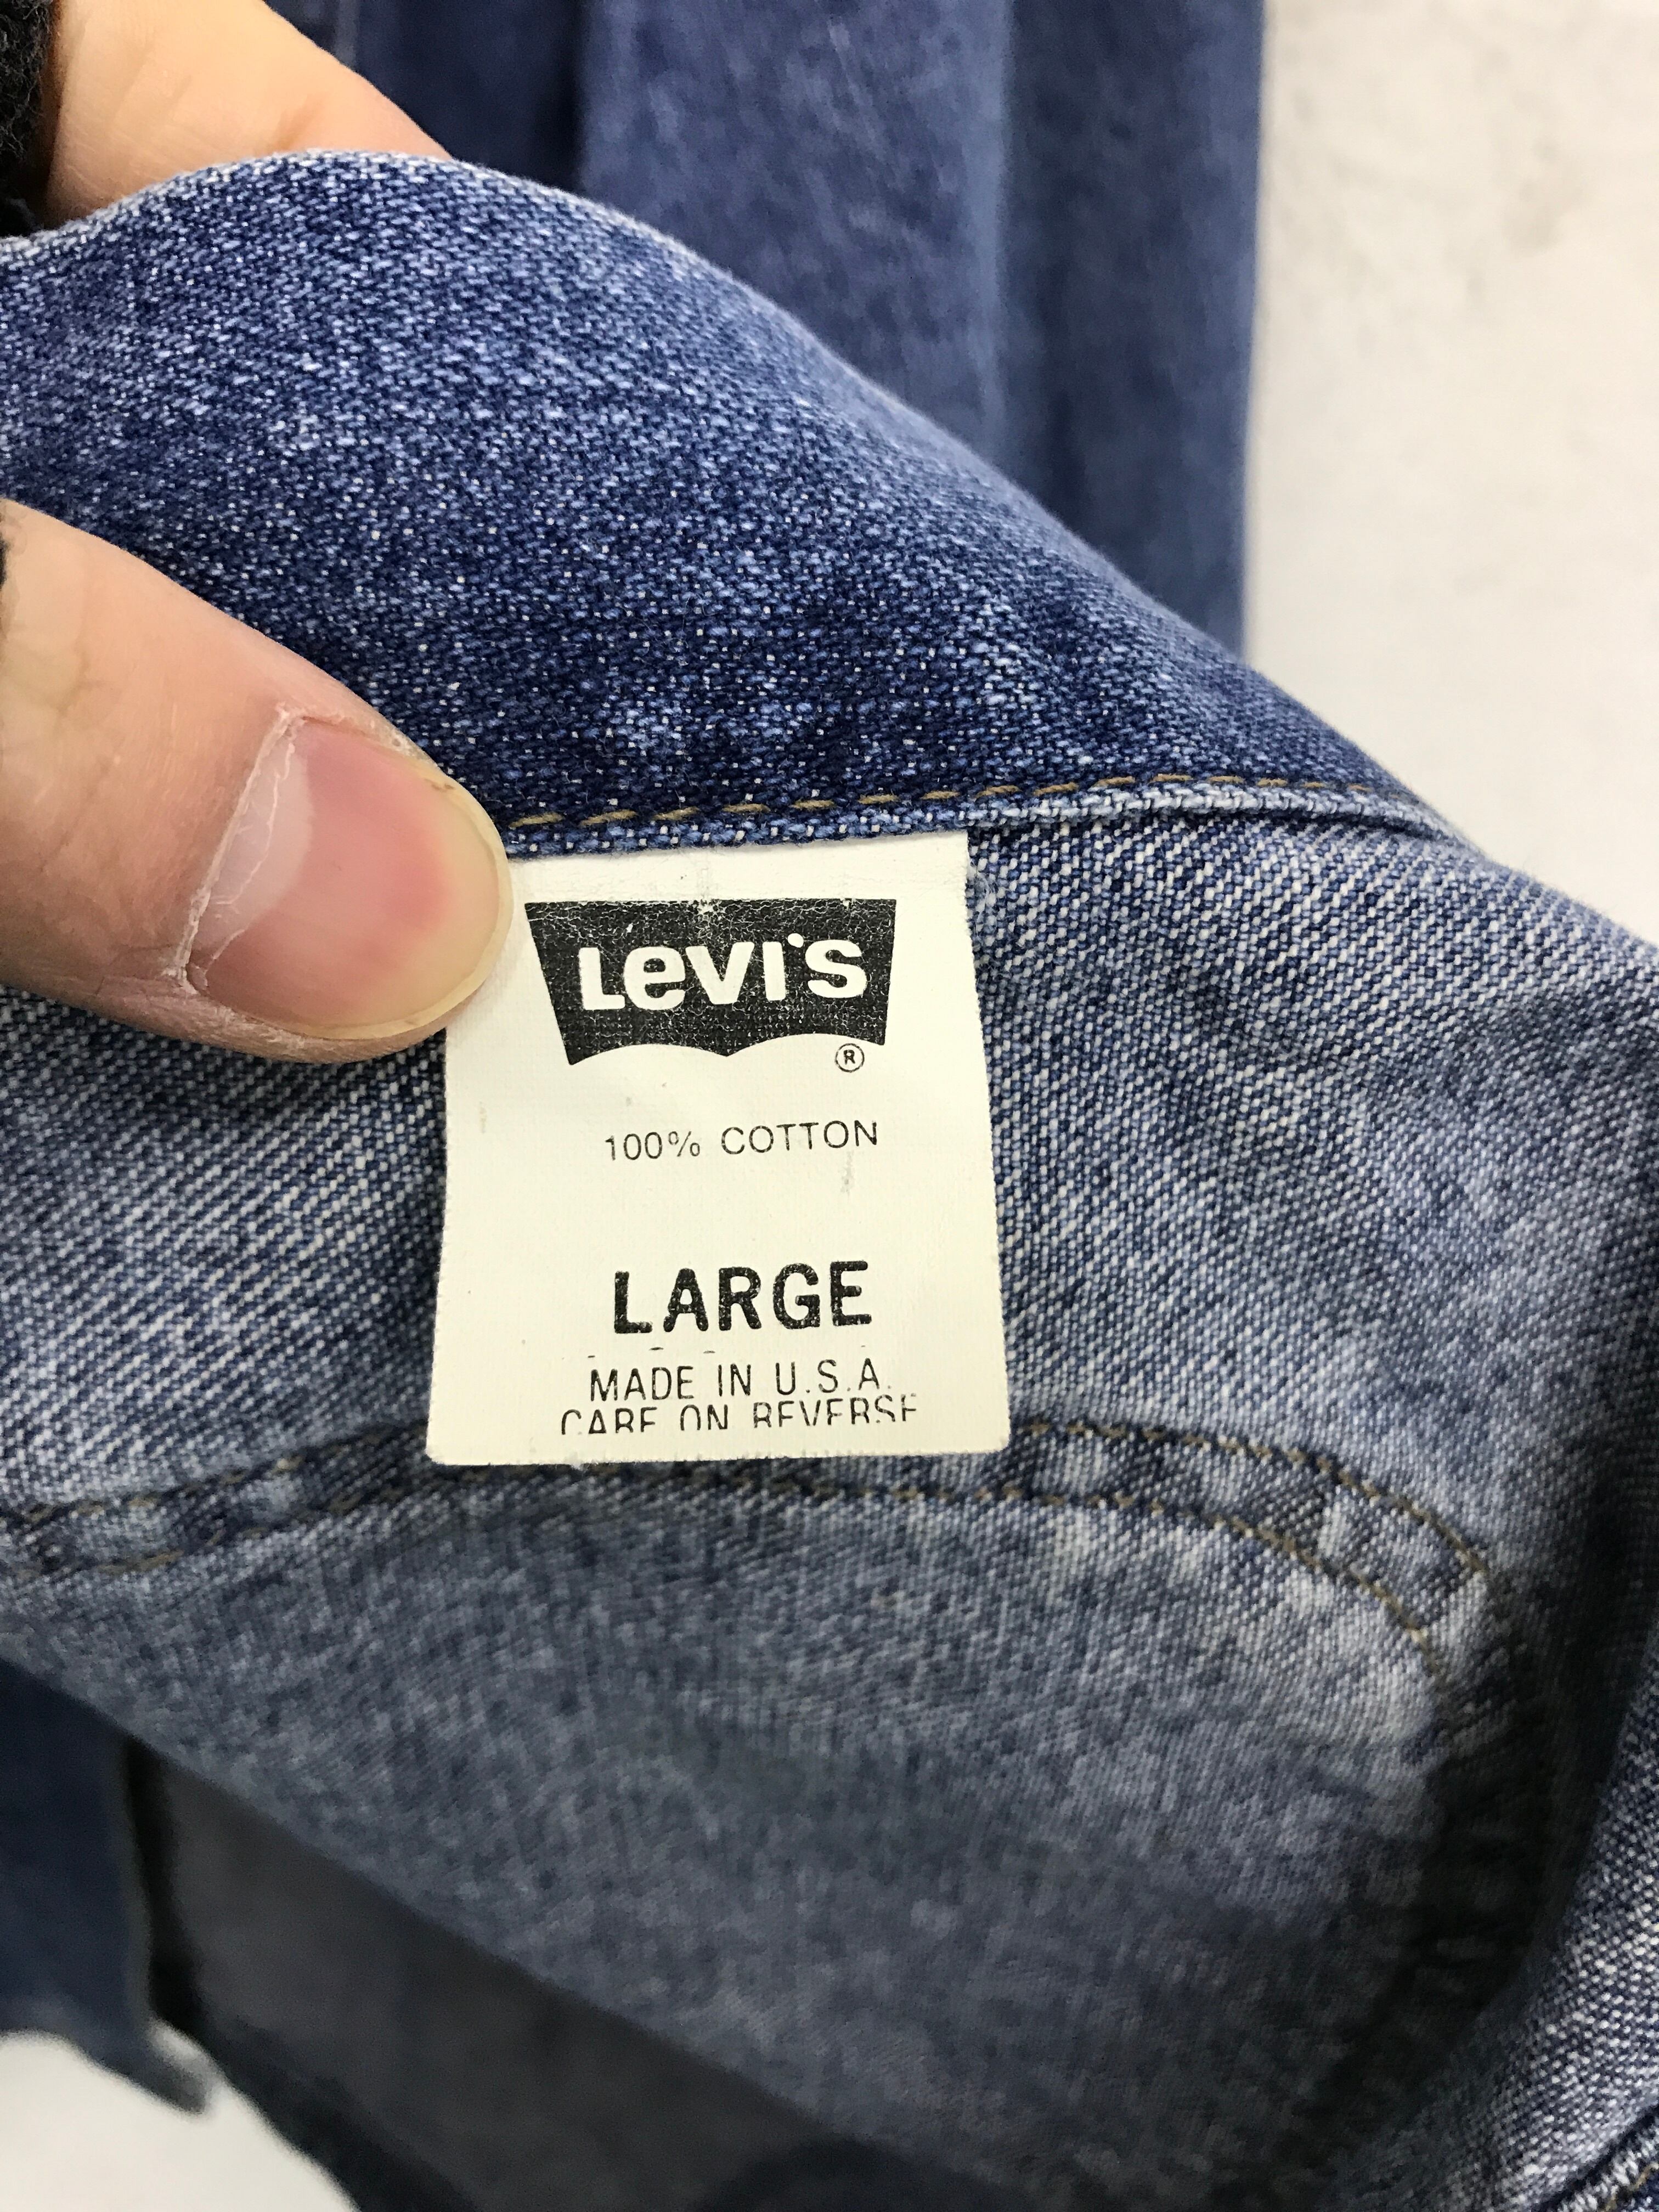 Levi's
®
100% COTTON
LARGE
MADE IN U.S.A.
CARE ON REVERSE